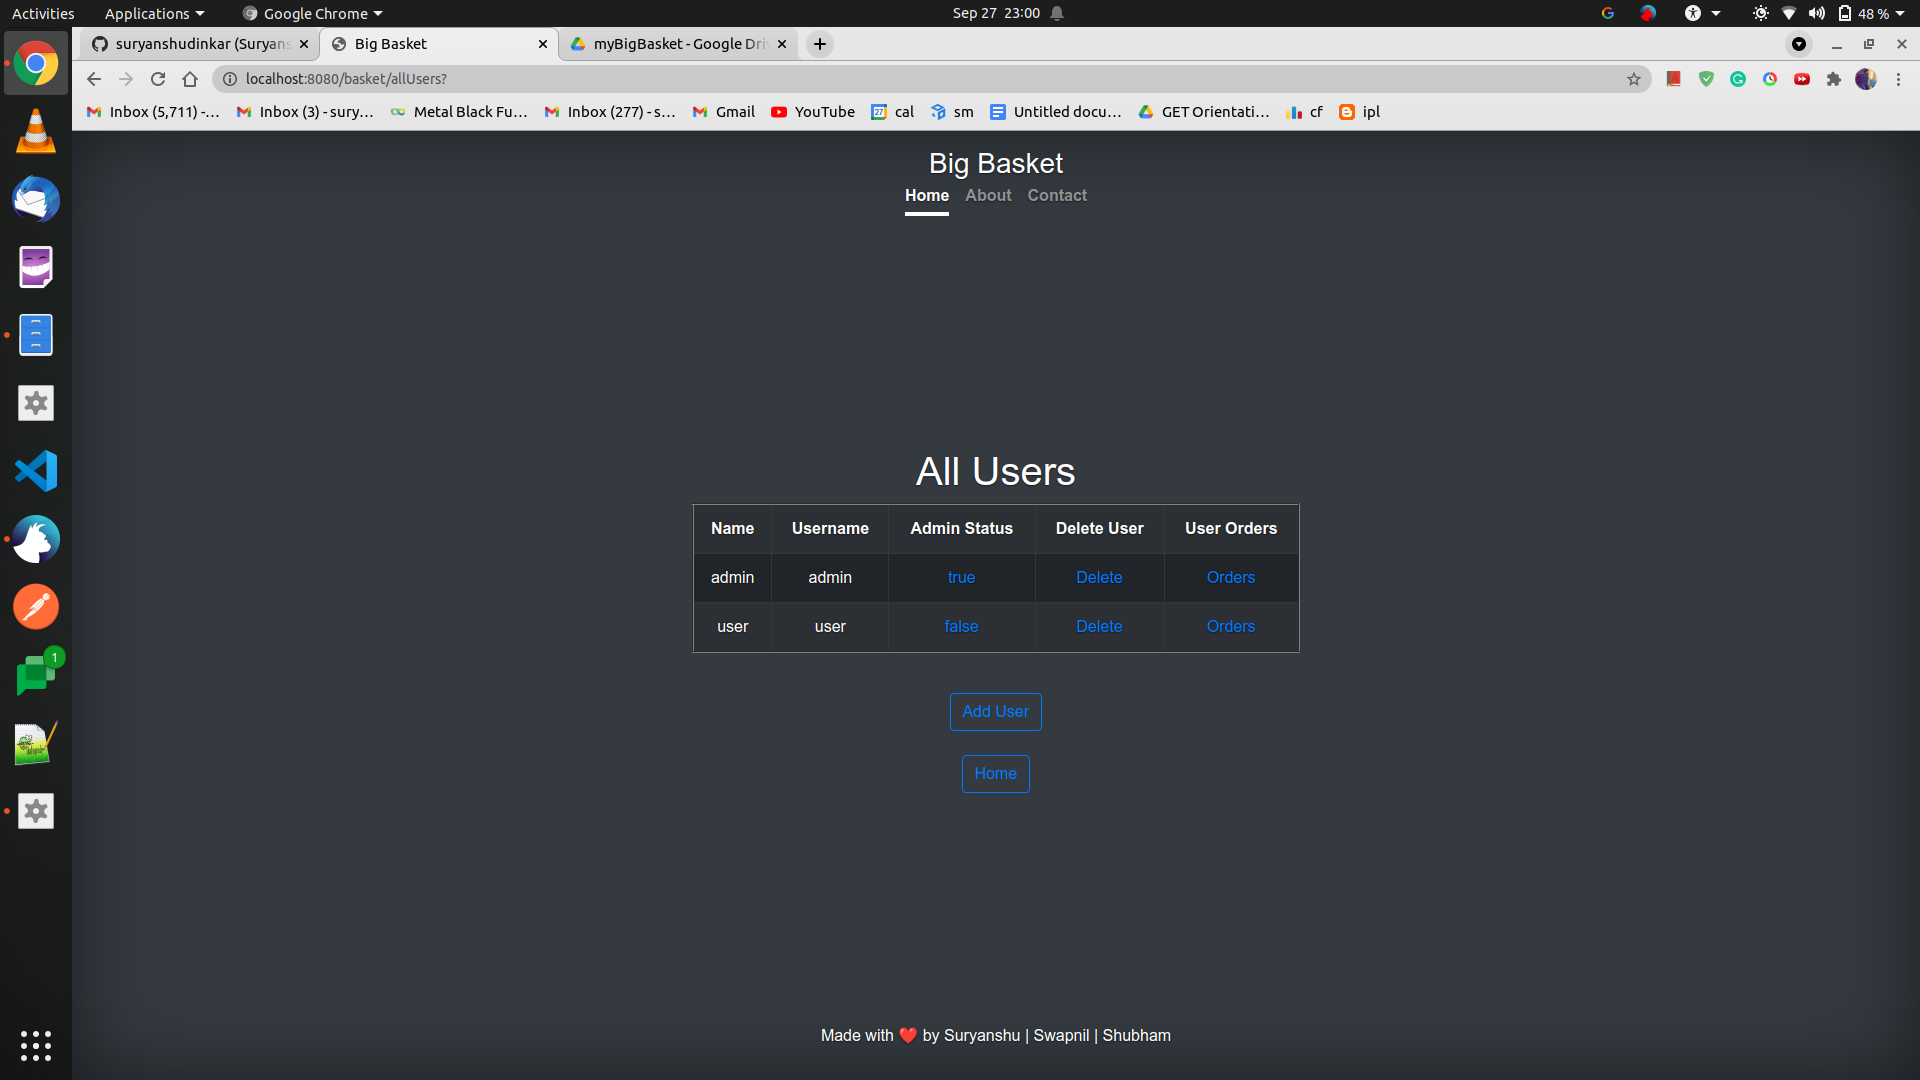 Activities Applications Google Chrome Sep 27 23:00 48 %
suryanshudinkar (Suryans Big Basket myBigBasket - Google Dri
localhost:8080/basket/allUsers?
Inbox (5,711) -... Inbox (3) - sury... Metal Black Fu... Inbox (277) - s... Gmail YouTube 27 cal sm Untitled docu... GET Orientati... cf ipl
Big Basket
Home About Contact
All Users
Name Username Admin Status Delete User User Orders
admin admin true Delete Orders
user user false Delete Orders
1
Add User
Home
Made with ❤️ by Suryanshu | Swapnil | Shubham